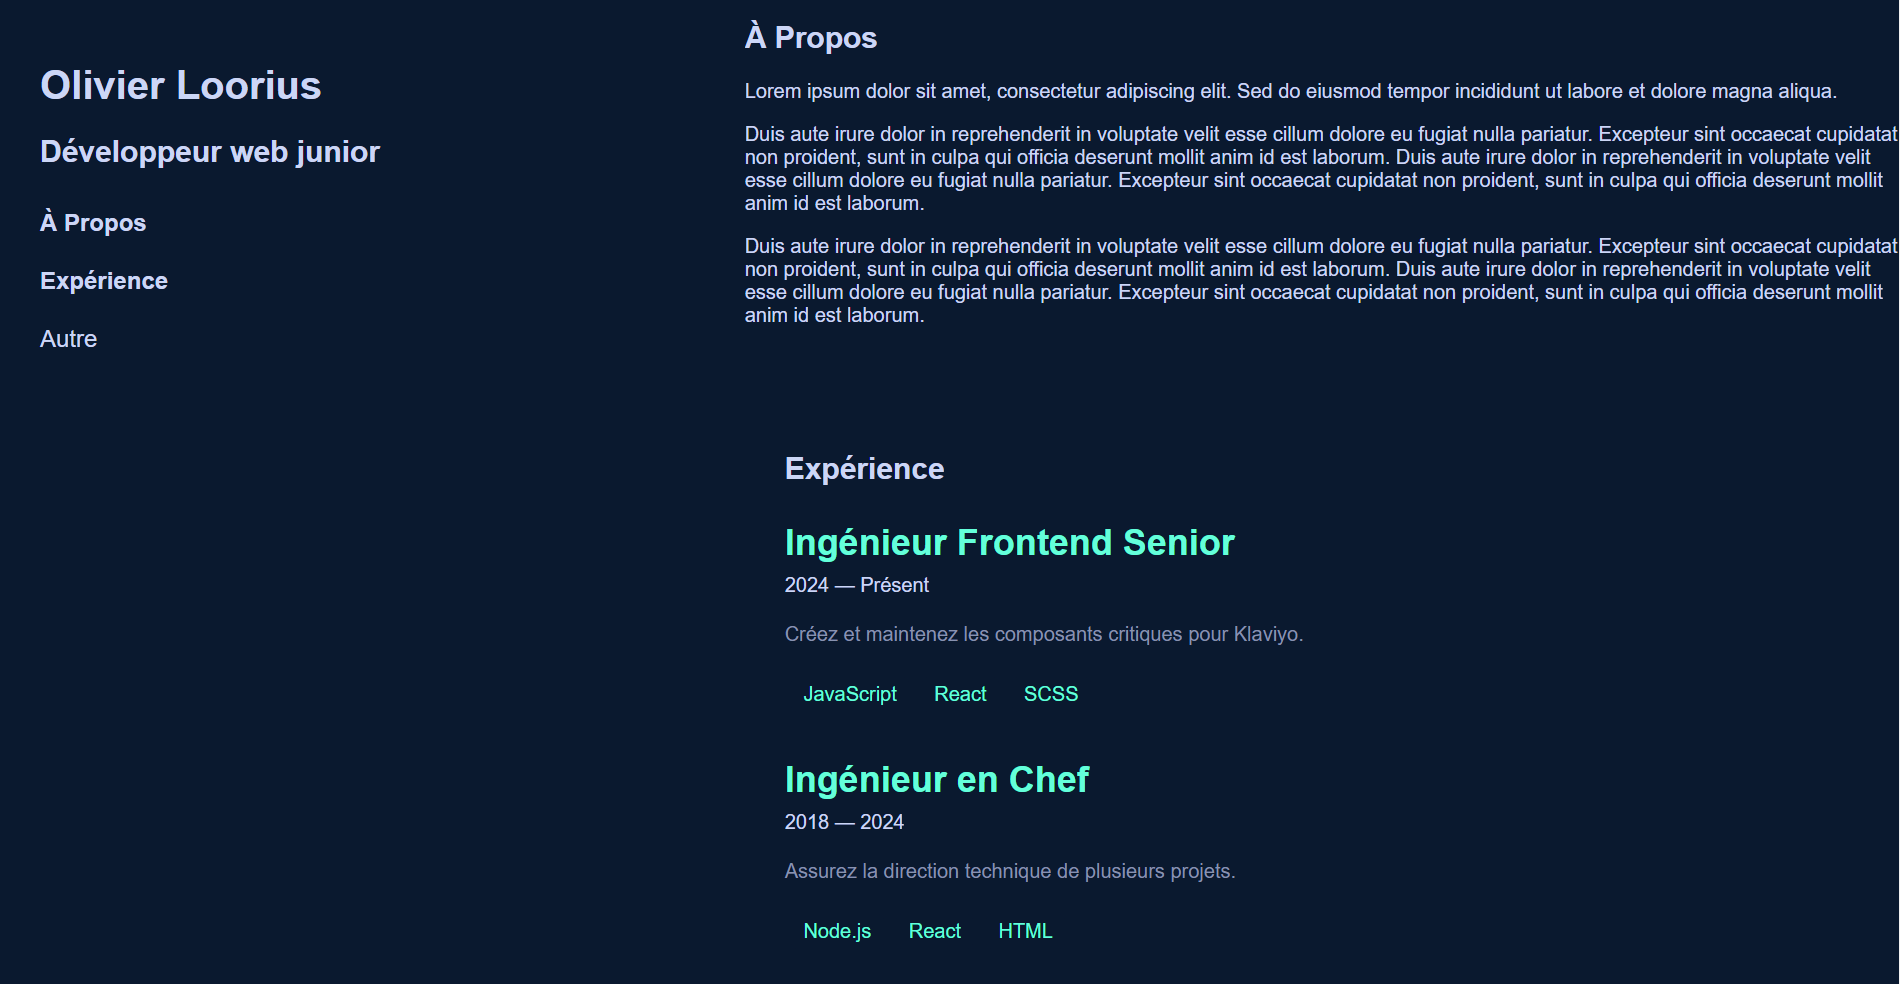 Olivier Loorius
Développeur web junior
À Propos
Expérience
Autre
À Propos
Lorem ipsum dolor sit amet, consectetur adipiscing elit. Sed do eiusmod tempor incididunt ut labore et dolore magna aliqua.
Duis aute irure dolor in reprehenderit in voluptate velit esse cillum dolore eu fugiat nulla pariatur. Excepteur sint occaecat cupidatat
non proident, sunt in culpa qui officia deserunt mollit anim id est laborum. Duis aute irure dolor in reprehenderit in voluptate velit
esse cillum dolore eu fugiat nulla pariatur. Excepteur sint occaecat cupidatat non proident, sunt in culpa qui officia deserunt mollit
anim id est laborum.
Duis aute irure dolor in reprehenderit in voluptate velit esse cillum dolore eu fugiat nulla pariatur. Excepteur sint occaecat cupidatat
non proident, sunt in culpa qui officia deserunt mollit anim id est laborum. Duis aute irure dolor in reprehenderit in voluptate velit
esse cillum dolore eu fugiat nulla pariatur. Excepteur sint occaecat cupidatat non proident, sunt in culpa qui officia deserunt mollit
anim id est laborum.
Expérience
Ingénieur Frontend Senior
2024 — Présent
Créez et maintenez les composants critiques pour Klaviyo.
JavaScript React SCSS
Ingénieur en Chef
2018 — 2024
Assurez la direction technique de plusieurs projets.
Node.js React HTML